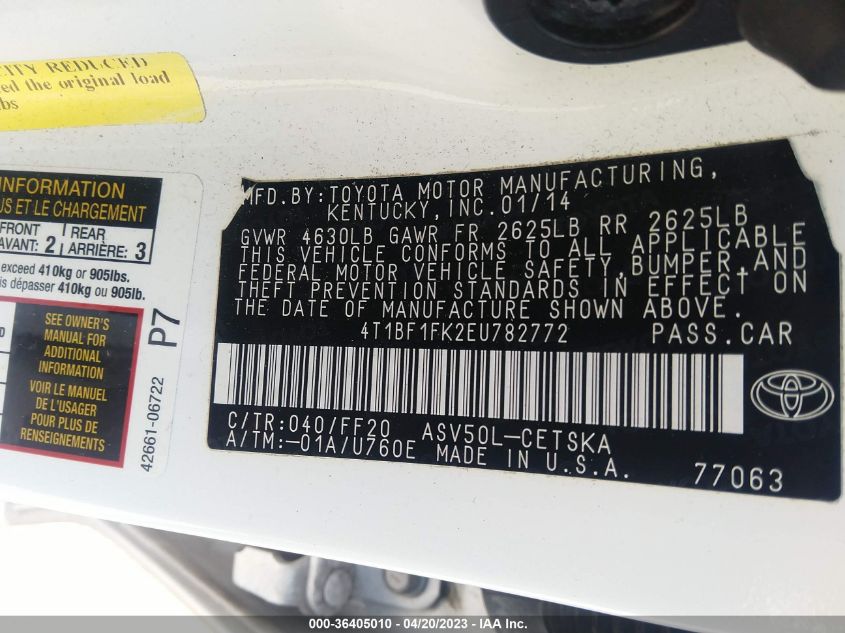 CITY REDUCED
the original load
lbs
INFORMATION
US ET LE CHARGEMENT
FRONT
AVANT: 2
REAR
ARRIÈRE: 3
exceed 410kg or 905lbs.
dépasser 410kg ou 905lb.
SEE OWNER'S
MANUAL FOR
ADDITIONAL
INFORMATION
VOIR LE MANUEL
DE L'USAGER
POUR PLUS DE
RENSEIGNEMENTS
P7
42661-06722
MFD.BY:TOYOTA MOTOR MANUFACTURING,
KENTUCKY,INC.01/14
GVWR 4630LB GAWR FR 2625LB RR 2625LB
THIS VEHICLE CONFORMS TO ALL APPLICABLE
FEDERAL MOTOR VEHICLE SAFETY,BUMPER,AND
THEFT PREVENTION STANDARDS IN EFFECT ON
THE DATE OF MANUFACTURE SHOWN ABOVE.
4T1BF1FK2EU782772 PASS.CAR
C/TR:040/FF20 ASV50L-CETSKA
A/TM:-01A/U760E MADE IN U.S.A.
77063
TOYOTA
000-36405010 - 04/20/2023 - IAA Inc.